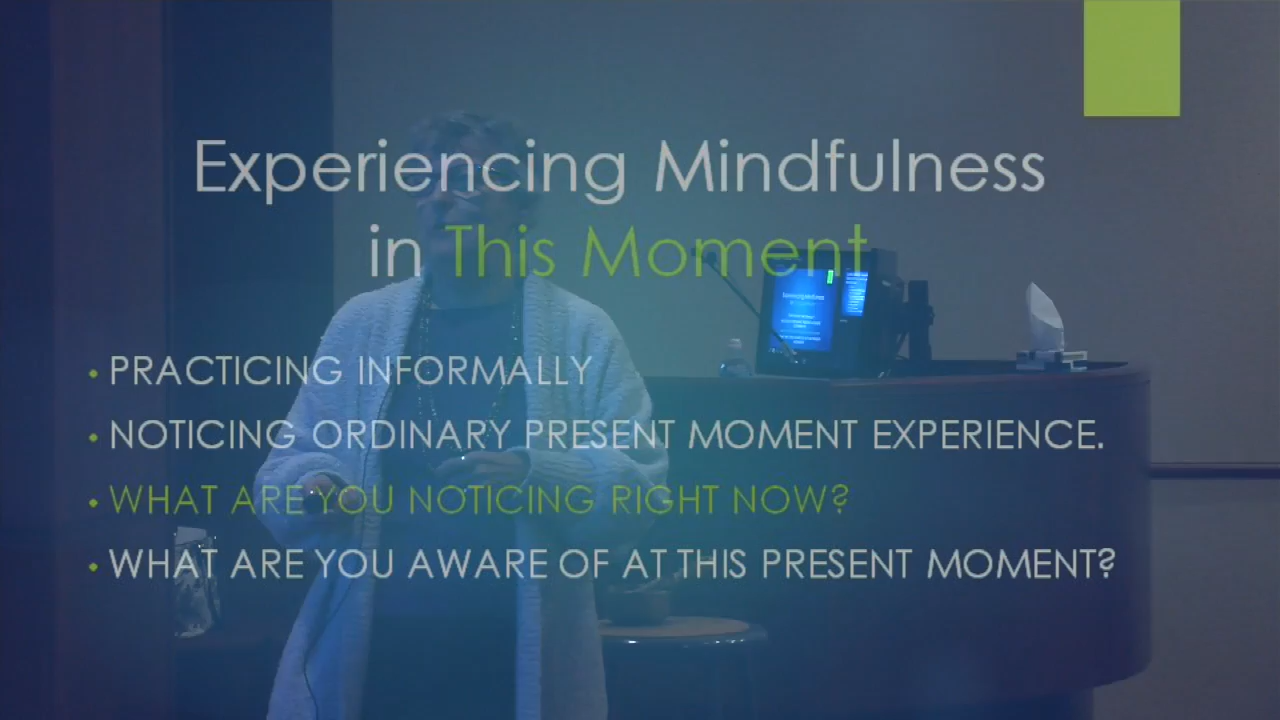 Experiencing Mindfulness
in This Moment
• PRACTICING INFORMALLY
• NOTICING ORDINARY PRESENT MOMENT EXPERIENCE.
• WHAT ARE YOU NOTICING RIGHT NOW?
• WHAT ARE YOU AWARE OF AT THIS PRESENT MOMENT?